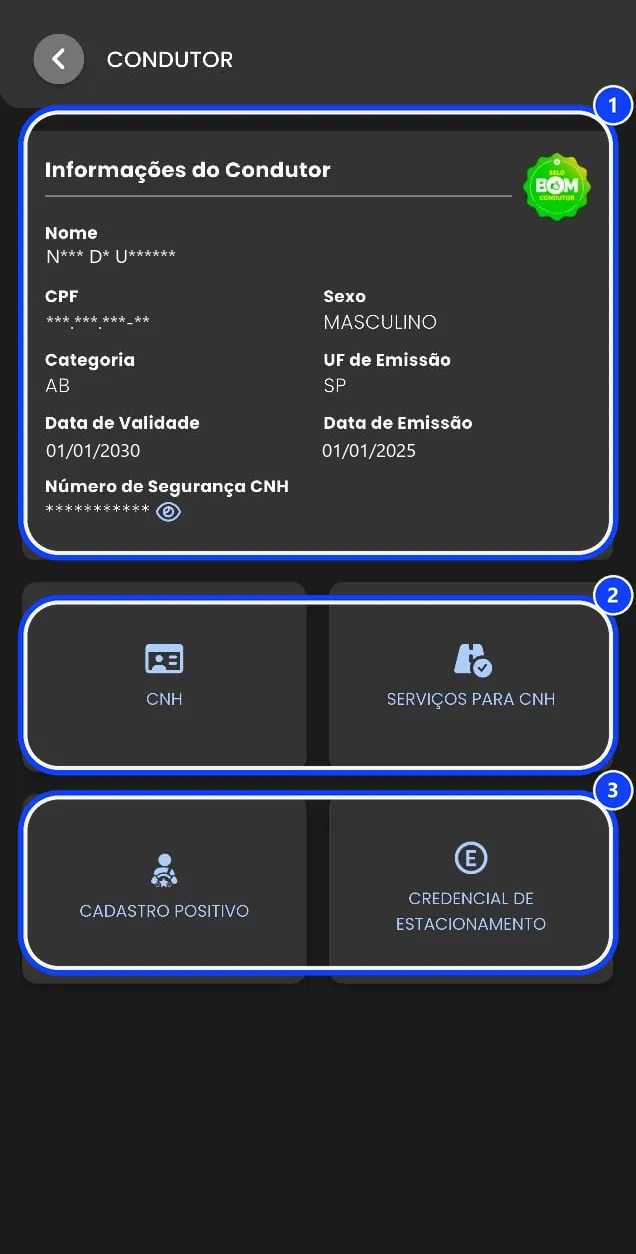 CONDUTOR
1
Informações do Condutor
SELO
BOM
CONDUTOR
Nome
N*** D* U******
CPF
Sexo
***.***.***-**
MASCULINO
Categoria
UF de Emissão
AB
SP
Data de Validade
Data de Emissão
01/01/2030
01/01/2025
Número de Segurança CNH
***********
2
CNH
SERVIÇOS PARA CNH
3
E
CADASTRO POSITIVO
CREDENCIAL DE
ESTACIONAMENTO